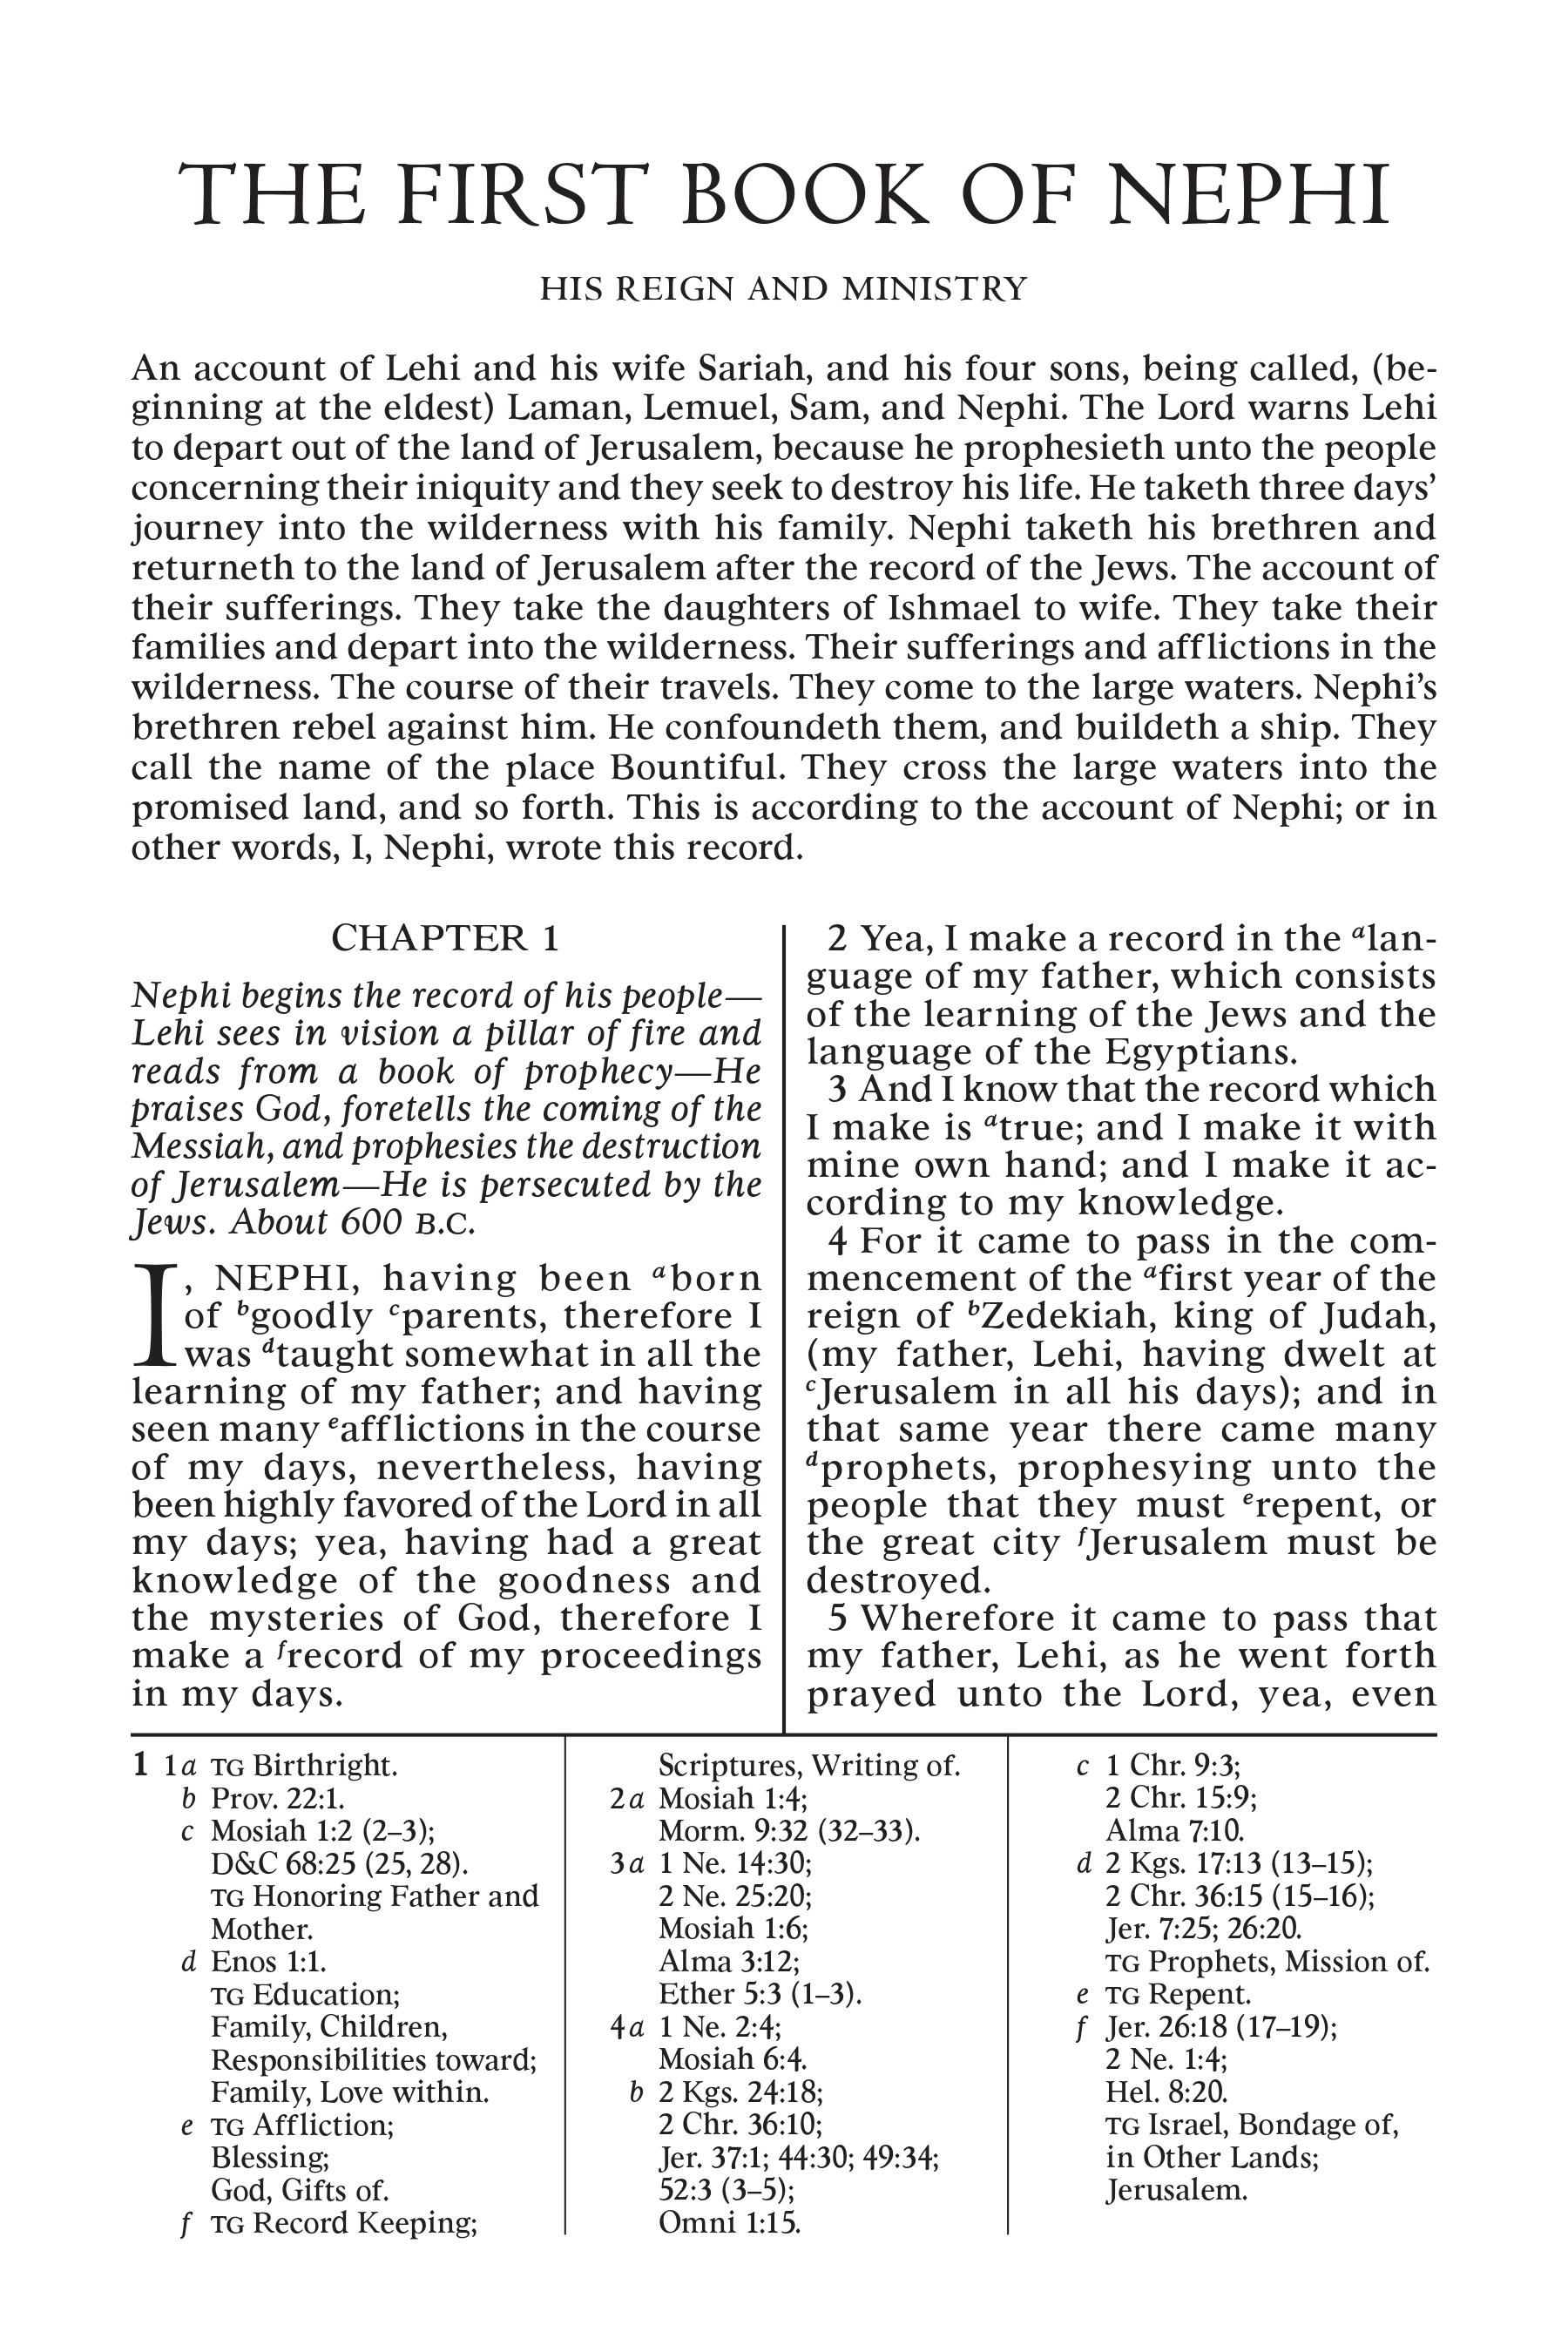 THE FIRST BOOK OF NEPHI
HIS REIGN AND MINISTRY
An account of Lehi and his wife Sariah, and his four sons, being called, (be-
ginning at the eldest) Laman, Lemuel, Sam, and Nephi. The Lord warns Lehi
to depart out of the land of Jerusalem, because he prophesieth unto the people
concerning their iniquity and they seek to destroy his life. He taketh three days’
journey into the wilderness with his family. Nephi taketh his brethren and
returneth to the land of Jerusalem after the record of the Jews. The account of
their sufferings. They take the daughters of Ishmael to wife. They take their
families and depart into the wilderness. Their sufferings and afflictions in the
wilderness. The course of their travels. They come to the large waters. Nephi’s
brethren rebel against him. He confoundeth them, and buildeth a ship. They
call the name of the place Bountiful. They cross the large waters into the
promised land, and so forth. This is according to the account of Nephi; or in
other words, I, Nephi, wrote this record.
CHAPTER 1
Nephi begins the record of his people—
Lehi sees in vision a pillar of fire and
reads from a book of prophecy—He
praises God, foretells the coming of the
Messiah, and prophesies the destruction
of Jerusalem—He is persecuted by the
Jews. About 600 B.C.
I, NEPHI, having been a born
of b goodly c parents, therefore I
was d taught somewhat in all the
learning of my father; and having
seen many e afflictions in the course
of my days, nevertheless, having
been highly favored of the Lord in all
my days; yea, having had a great
knowledge of the goodness and
the mysteries of God, therefore I
make a f record of my proceedings
in my days.
2 Yea, I make a record in the a lan-
guage of my father, which consists
of the learning of the Jews and the
language of the Egyptians.
3 And I know that the record which
I make is a true; and I make it with
mine own hand; and I make it ac-
cording to my knowledge.
4 For it came to pass in the com-
mencement of the a first year of the
reign of b Zedekiah, king of Judah,
(my father, Lehi, having dwelt at
c Jerusalem in all his days); and in
that same year there came many
d prophets, prophesying unto the
people that they must e repent, or
the great city f Jerusalem must be
destroyed.
5 Wherefore it came to pass that
my father, Lehi, as he went forth
prayed unto the Lord, yea, even
1 1a TG Birthright.
b Prov. 22:1.
c Mosiah 1:2 (2–3);
D&C 68:25 (25, 28).
TG Honoring Father and
Mother.
d Enos 1:1.
TG Education;
Family, Children,
Responsibilities toward;
Family, Love within.
e TG Affliction;
Blessing;
God, Gifts of.
f TG Record Keeping;
Scriptures, Writing of.
2a Mosiah 1:4;
Morm. 9:32 (32–33).
3a 1 Ne. 14:30;
2 Ne. 25:20;
Mosiah 1:6;
Alma 3:12;
Ether 5:3 (1–3).
4a 1 Ne. 2:4;
Mosiah 6:4.
b 2 Kgs. 24:18;
2 Chr. 36:10;
Jer. 37:1; 44:30; 49:34;
52:3 (3–5);
Omni 1:15.
c 1 Chr. 9:3;
2 Chr. 15:9;
Alma 7:10.
d 2 Kgs. 17:13 (13–15);
2 Chr. 36:15 (15–16);
Jer. 7:25; 26:20.
TG Prophets, Mission of.
e TG Repent.
f Jer. 26:18 (17–19);
2 Ne. 1:4;
Hel. 8:20.
TG Israel, Bondage of,
in Other Lands;
Jerusalem.